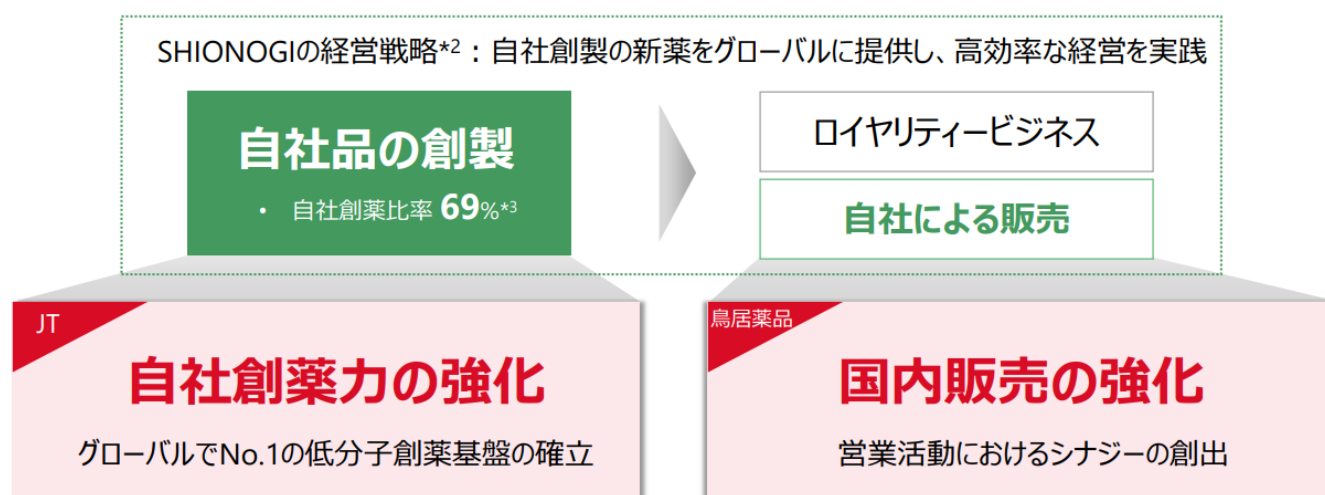 SHIONOGIの経営戦略*2：自社創製の新薬をグローバルに提供し、高効率な経営を実践
自社品の創製
・ 自社創薬比率 69%*3
ロイヤリティービジネス
自社による販売
JT
自社創薬力の強化
グローバルでNo.1の低分子創薬基盤の確立
鳥居薬品
国内販売の強化
営業活動におけるシナジーの創出